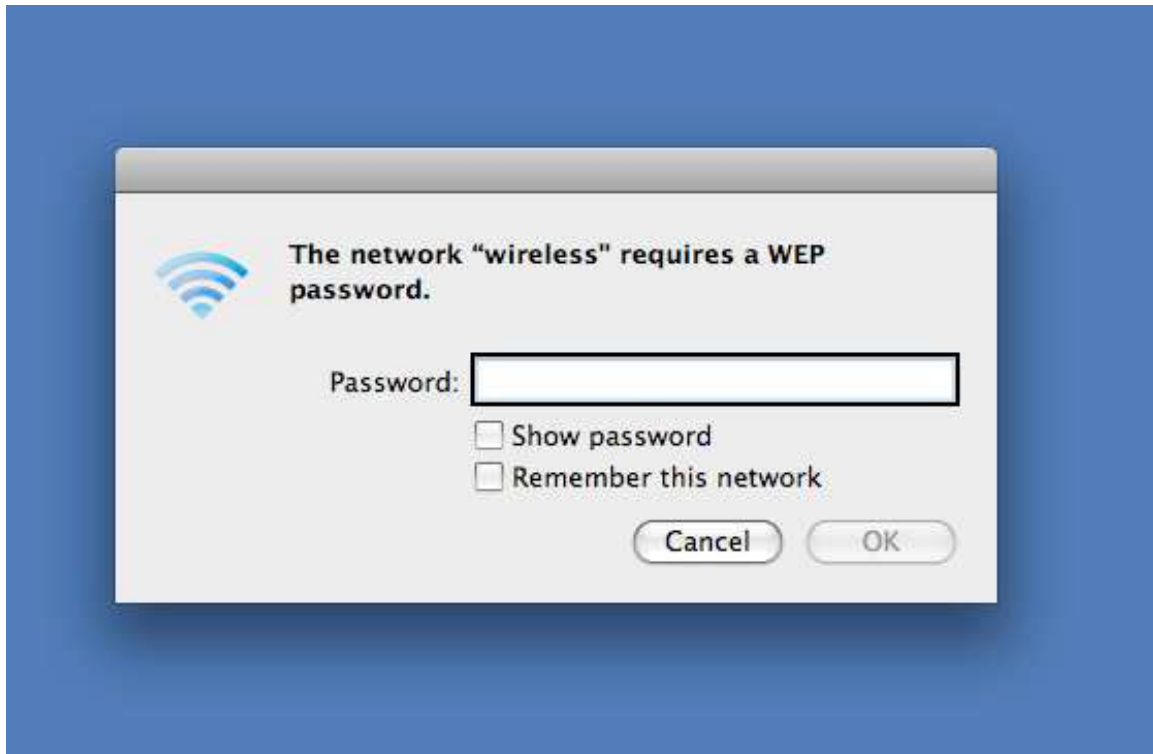 The network “wireless" requires a WEP
password.
Password:
Show password
Remember this network
Cancel OK